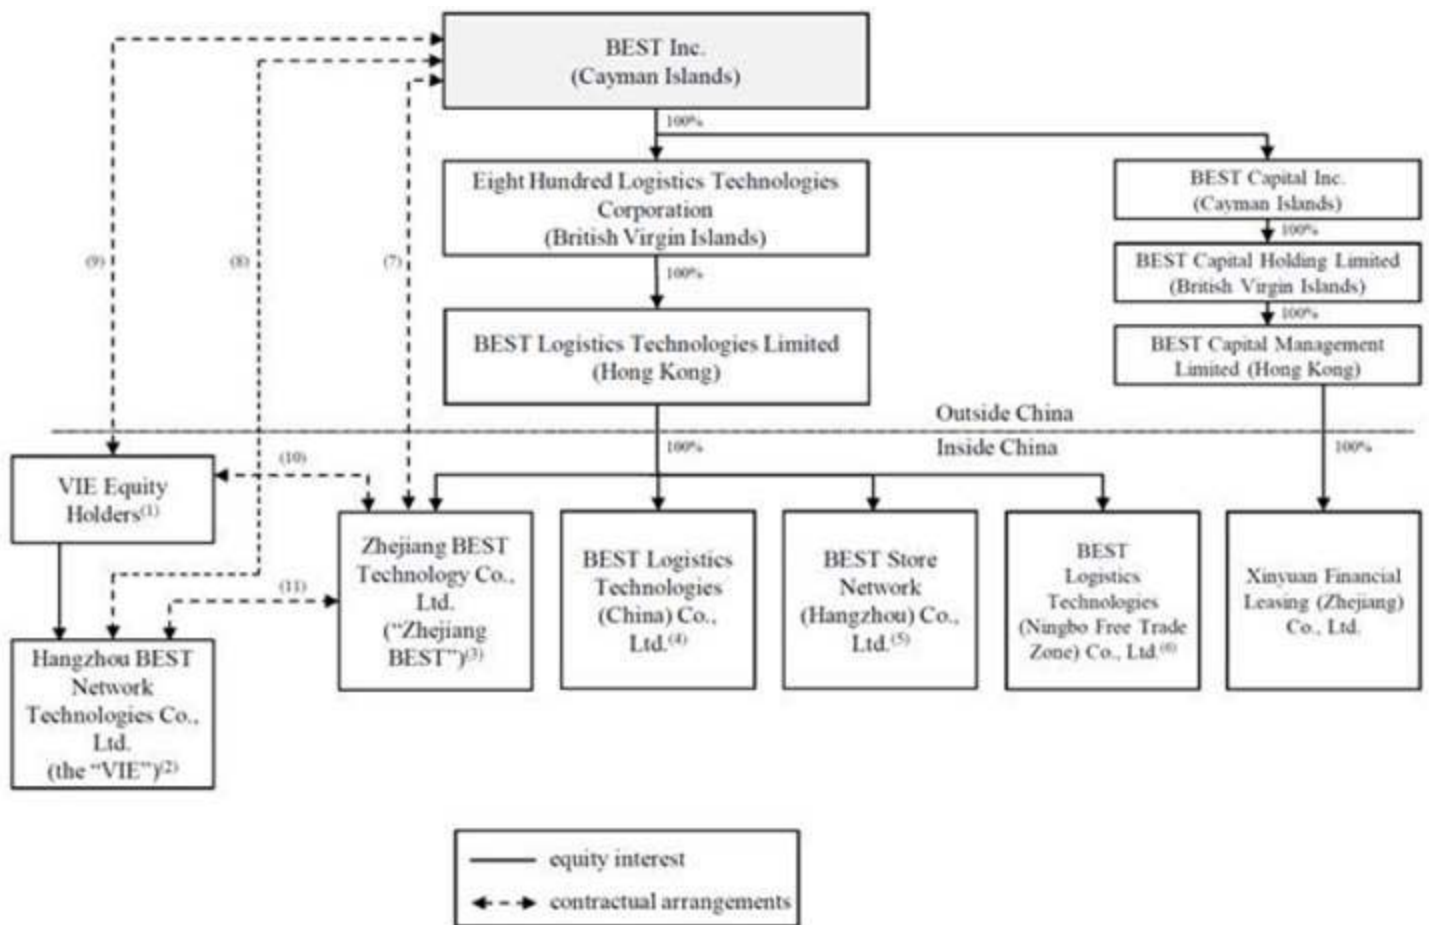 BEST Inc.
(Cayman Islands)
100%
Eight Hundred Logistics Technologies
Corporation
(British Virgin Islands)
BEST Capital Inc.
(Cayman Islands)
100%
(9)
(8)
(7)
100%
BEST Capital Holding Limited
(British Virgin Islands)
100%
BEST Logistics Technologies Limited
(Hong Kong)
BEST Capital Management
Limited (Hong Kong)
Outside China
Inside China
100%
100%
VIE Equity
Holders(1)
(10)
Zhejiang BEST
Technology Co.,
Ltd.
("Zhejiang
BEST")(3)
BEST Logistics
Technologies
(China) Co.,
Ltd.(4)
BEST Store
Network
(Hangzhou) Co.,
Ltd.(5)
BEST
Logistics
Technologies
(Ningbo Free Trade
Zone) Co., Ltd.(6)
Xinyuan Financial
Leasing (Zhejiang)
Co., Ltd.
(11)
Hangzhou BEST
Network
Technologies Co.,
Ltd.
(the "VIE")(2)
equity interest
contractual arrangements